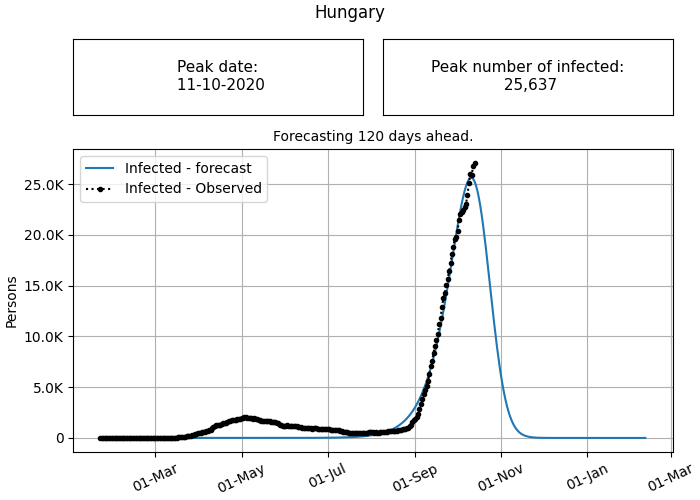 Hungary
Peak date:
11-10-2020
Peak number of infected:
25,637
Forecasting 120 days ahead.
Infected - forecast
Infected - Observed
25.0K
20.0K
15.0K
10.0K
5.0K
0
Persons
01-Mar
01-May
01-Jul
01-Sep
01-Nov
01-Jan
01-Mar